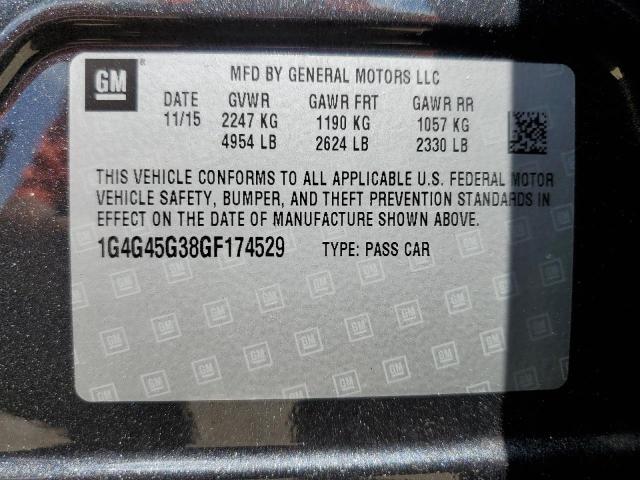 GM® MFD BY GENERAL MOTORS LLC
DATE GVWR GAWR FRT GAWR RR
11/15 2247 KG 1190 KG 1057 KG
4954 LB 2624 LB 2330 LB
THIS VEHICLE CONFORMS TO ALL APPLICABLE U.S. FEDERAL MOTOR
VEHICLE SAFETY, BUMPER, AND THEFT PREVENTION STANDARDS IN
EFFECT ON THE DATE OF MANUFACTURE SHOWN ABOVE.
1G4G45G38GF174529 TYPE: PASS CAR